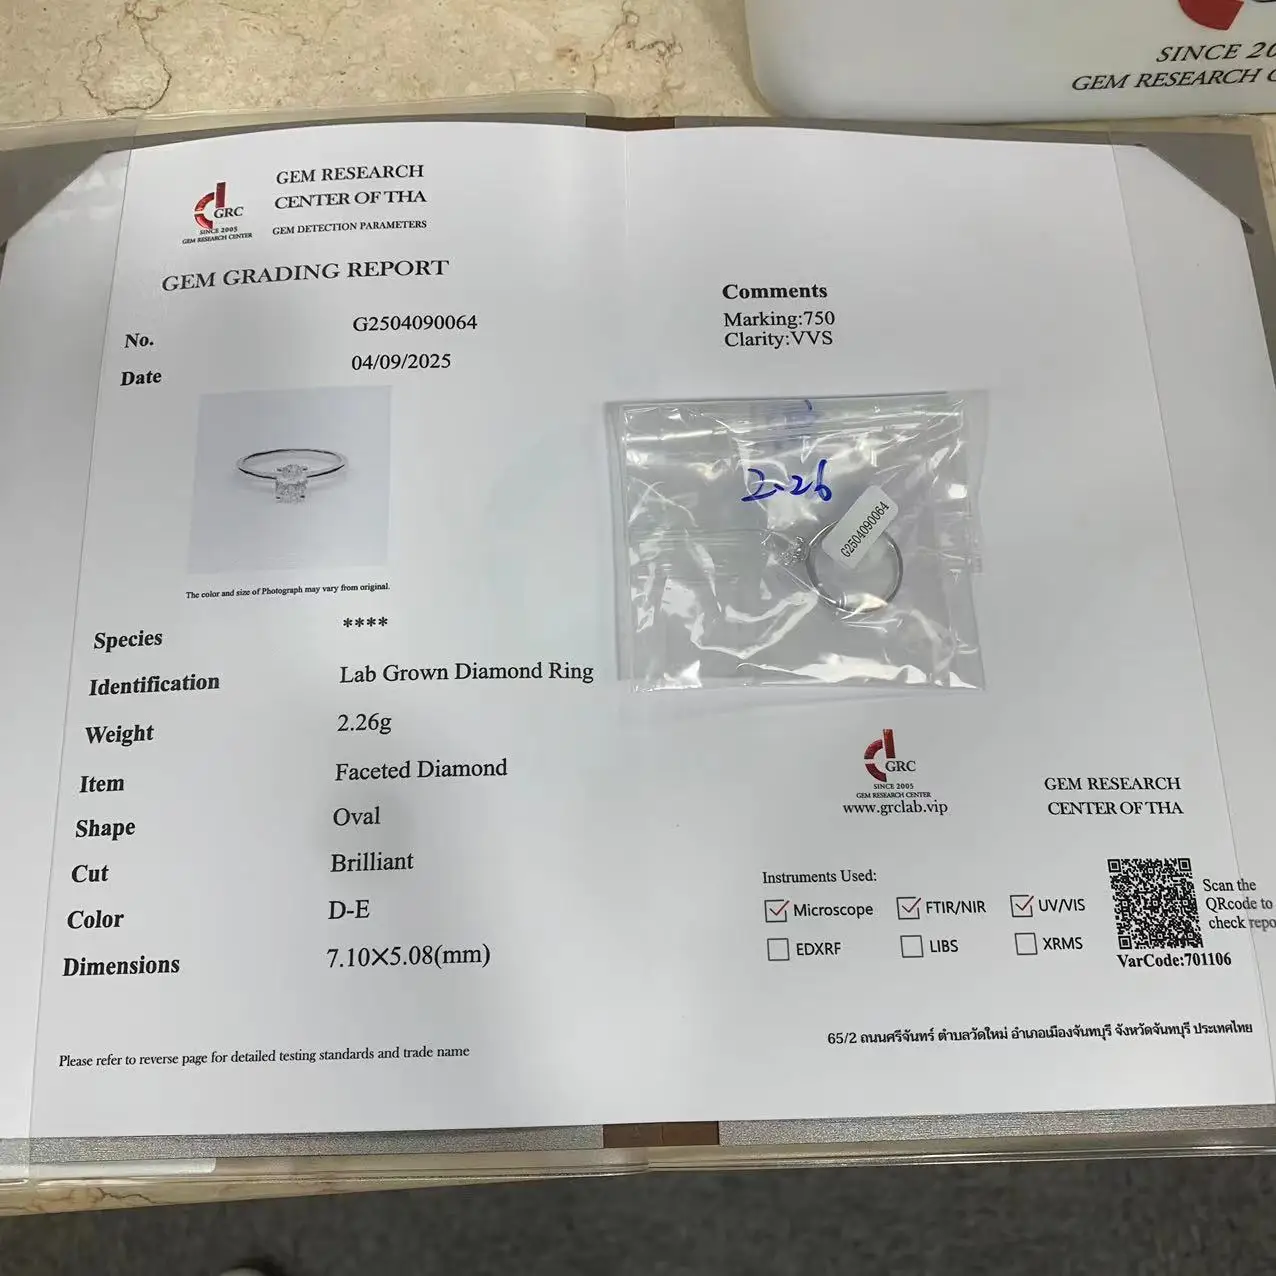 SINCE 20
GEM RESEARCH C
GEM RESEARCH
CENTER OF THA
GEM DETECTION PARAMETERS
GRC
SINCE 2005
GEM RESEARCH CENTER
GEM GRADING REPORT
No. G2504090064
Date 04/09/2025
The color and size of Photograph may vary from original.
Species ****
Identification Lab Grown Diamond Ring
Weight 2.26g
Item Faceted Diamond
Shape Oval
Cut Brilliant
Color D-E
Dimensions 7.10×5.08(mm)
Please refer to reverse page for detailed testing standards and trade name
Comments
Marking:750
Clarity:VVS
2.26
G2504090064
GRC
SINCE 2005
GEM RESEARCH CENTER
www.grclab.vip
GEM RESEARCH
CENTER OF THA
Instruments Used:
Microscope FTIR/NIR UV/VIS
EDXRF LIBS XRMS
Scan the
QRcode to
check repo
VarCode:701106
65/2 ถนนศรีจันทร์ ตำบลวัดใหม่ อำเภอเมืองจันทบุรี จังหวัดจันทบุรี ประเทศไทย